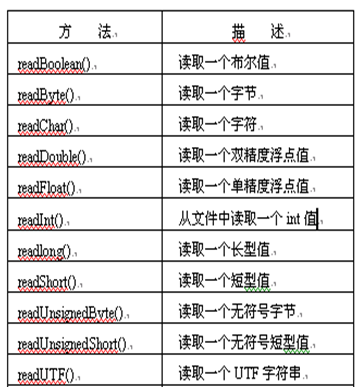 方 法 描 述
readBoolean() 读取一个布尔值
readByte() 读取一个字节
readChar() 读取一个字符
readDouble() 读取一个双精度浮点值
readFloat() 读取一个单精度浮点值
readInt() 从文件中读取一个 int 值
readlong() 读取一个长型值
readShort() 读取一个短型值
readUnsignedByte() 读取一个无符号字节
readUnsignedShort() 读取一个无符号短型值
readUTF() 读取一个 UTF 字符串